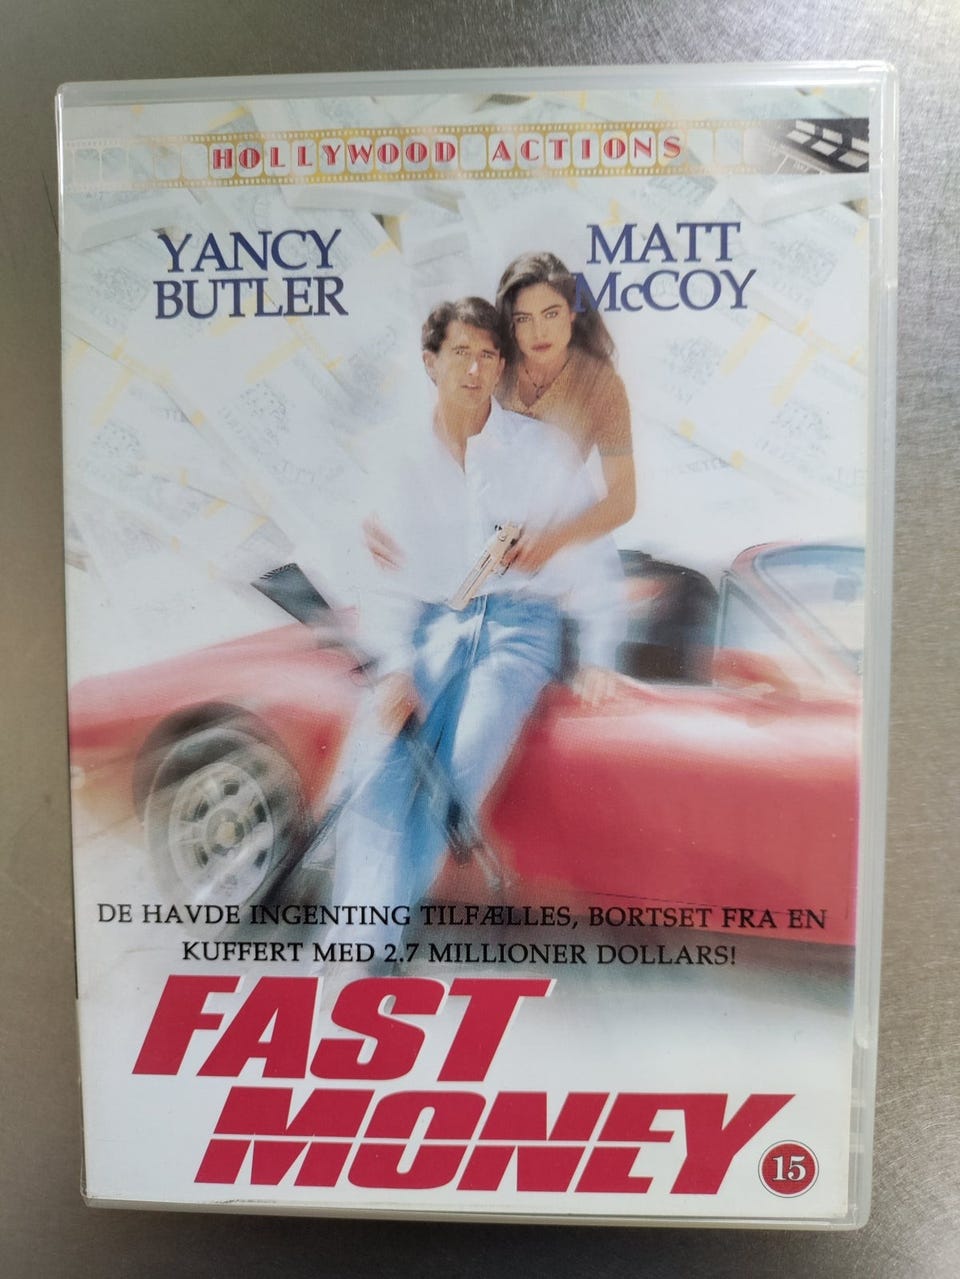 HOLLYWOOD ACTIONS
YANCY
BUTLER
MATT
McCOY
DE HAVDE INGENTING TILFÆLLES, BORTSET FRA EN
KUFFERT MED 2.7 MILLIONER DOLLARS!
FAST
MONEY
15